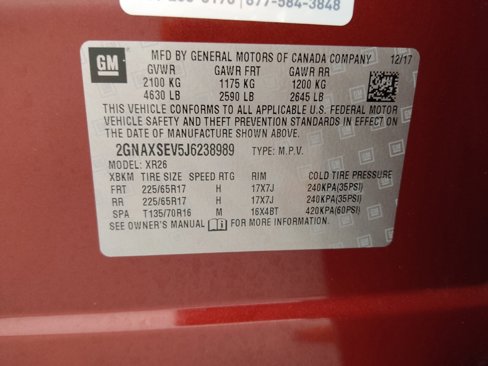 877-584-3848
GM
MFD BY GENERAL MOTORS OF CANADA COMPANY 12/17
GVWR GAWR FRT GAWR RR
2100 KG 1175 KG 1200 KG
4630 LB 2590 LB 2645 LB
THIS VEHICLE CONFORMS TO ALL APPLICABLE U.S. FEDERAL MOTOR
VEHICLE SAFETY AND THEFT PREVENTION STANDARDS IN EFFECT ON
THE DATE OF MANUFACTURE SHOWN ABOVE.
2GNAXSEV5J6238989 TYPE: M.P.V.
MODEL: XR26
XBKM TIRE SIZE SPEED RTG RIM COLD TIRE PRESSURE
FRT 225/65R17 H 17X7J 240KPA(35PSI)
RR 225/65R17 H 17X7J 240KPA(35PSI)
SPA T135/70R16 M 16X4BT 420KPA(60PSI)
SEE OWNER'S MANUAL FOR MORE INFORMATION.